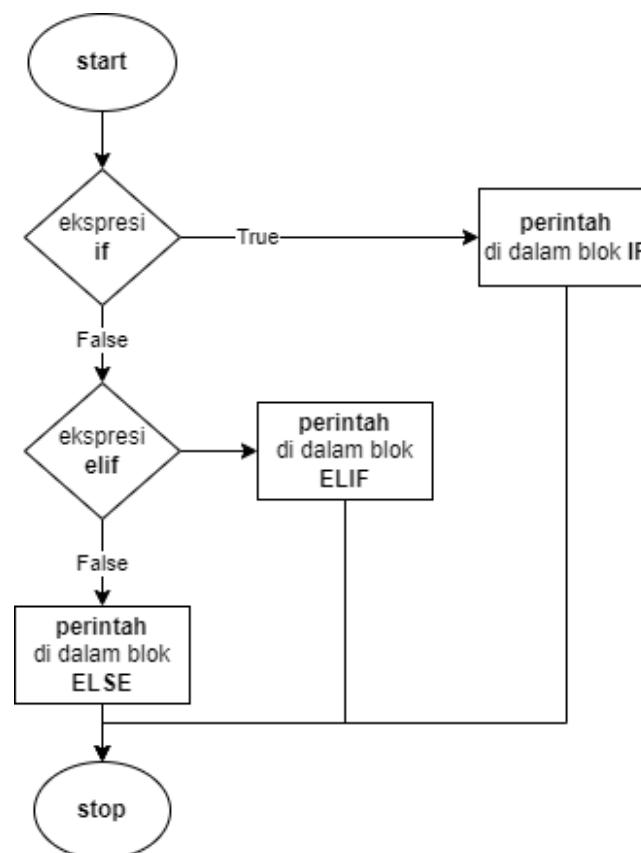 start
ekspresi
if
True
perintah
di dalam blok IF
False
ekspresi
elif
perintah
di dalam blok
ELIF
False
perintah
di dalam blok
ELSE
stop